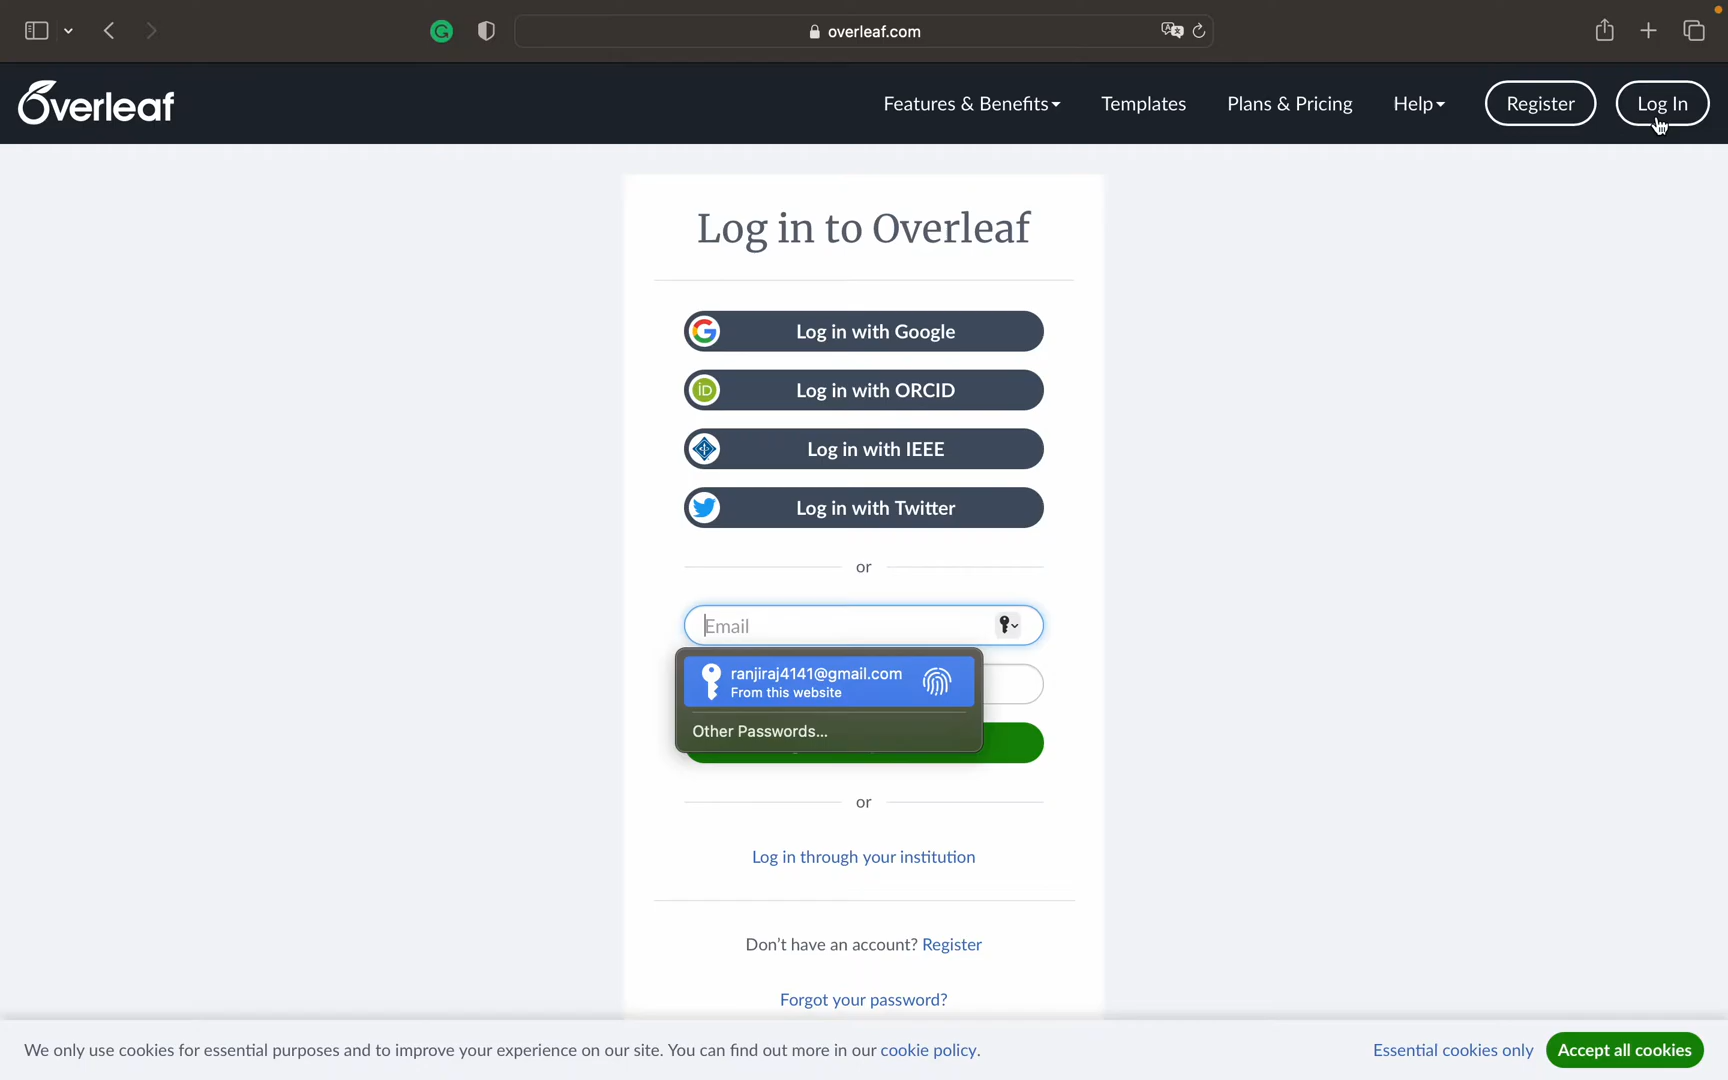 overleaf.com
Overleaf
Features & Benefits
Templates
Plans & Pricing
Help
Register
Log In
Log in to Overleaf
Log in with Google
iD
Log in with ORCID
Log in with IEEE
Log in with Twitter
or
Email
ranjiraj4141@gmail.com
From this website
Other Passwords...
or
Log in through your institution
Don't have an account? Register
Forgot your password?
We only use cookies for essential purposes and to improve your experience on our site. You can find out more in our cookie policy.
Essential cookies only
Accept all cookies